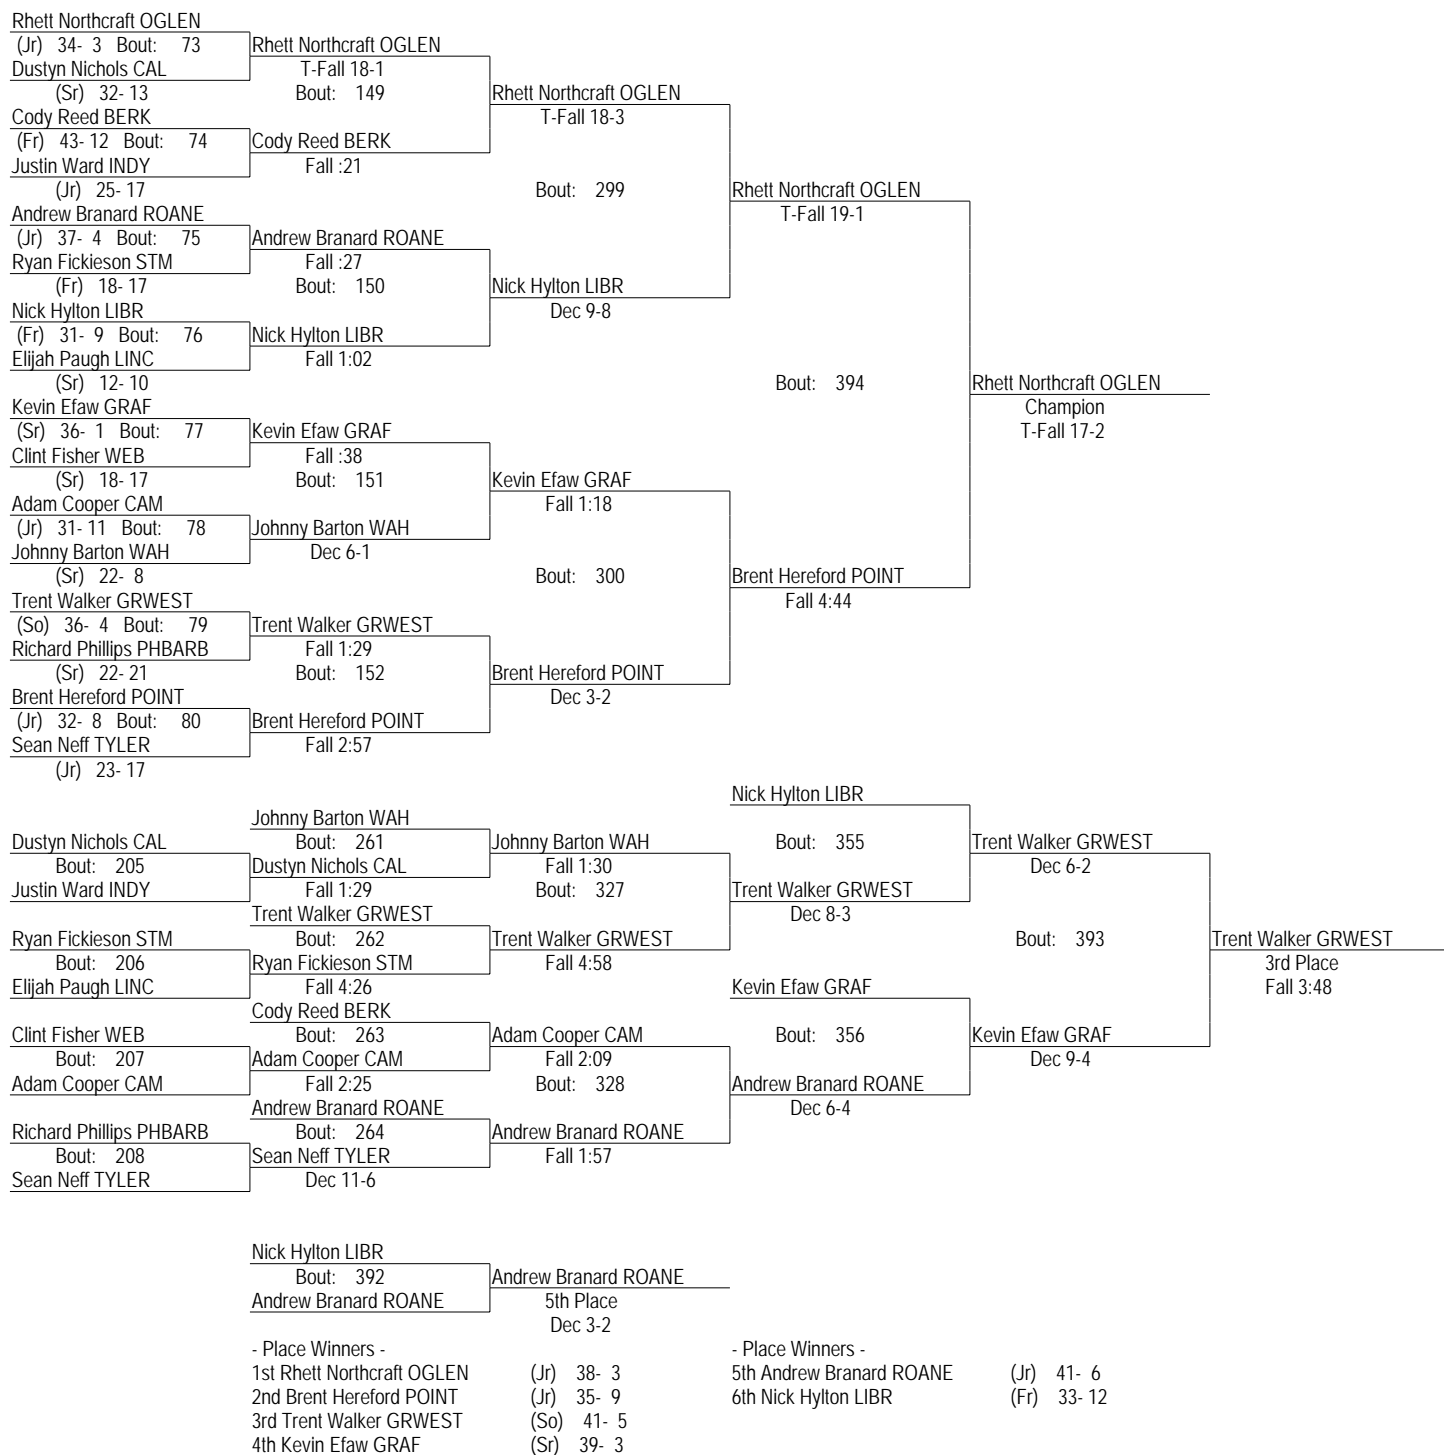 Rhett Northcraft OGLEN
(Jr) 34- 3 Bout: 73 Rhett Northcraft OGLEN
Dustyn Nichols CAL T-Fall 18-1
(Sr) 32- 13 Bout: 149 Rhett Northcraft OGLEN
Cody Reed BERK T-Fall 18-3
(Fr) 43- 12 Bout: 74 Cody Reed BERK
Justin Ward INDY Fall :21
(Jr) 25- 17 Bout: 299 Rhett Northcraft OGLEN
Andrew Branard ROANE T-Fall 19-1
(Jr) 37- 4 Bout: 75 Andrew Branard ROANE
Ryan Fickieson STM Fall :27
(Fr) 18- 17 Bout: 150 Nick Hylton LIBR
Nick Hylton LIBR Dec 9-8
(Fr) 31- 9 Bout: 76 Nick Hylton LIBR
Elijah Paugh LINC Fall 1:02
(Sr) 12- 10 Bout: 394 Rhett Northcraft OGLEN
Kevin Efaw GRAF Champion
(Sr) 36- 1 Bout: 77 Kevin Efaw GRAF T-Fall 17-2
Clint Fisher WEB Fall :38
(Sr) 18- 17 Bout: 151 Kevin Efaw GRAF
Adam Cooper CAM Fall 1:18
(Jr) 31- 11 Bout: 78 Johnny Barton WAH
Johnny Barton WAH Dec 6-1
(Sr) 22- 8 Bout: 300 Brent Hereford POINT
Trent Walker GRWEST Fall 4:44
(So) 36- 4 Bout: 79 Trent Walker GRWEST
Richard Phillips PHBARB Fall 1:29
(Sr) 22- 21 Bout: 152 Brent Hereford POINT
Brent Hereford POINT Dec 3-2
(Jr) 32- 8 Bout: 80 Brent Hereford POINT
Sean Neff TYLER Fall 2:57
(Jr) 23- 17
Nick Hylton LIBR
Johnny Barton WAH
Dustyn Nichols CAL Bout: 261 Johnny Barton WAH Bout: 355 Trent Walker GRWEST
Bout: 205 Dustyn Nichols CAL Fall 1:30 Dec 6-2
Justin Ward INDY Fall 1:29 Bout: 327 Trent Walker GRWEST
Trent Walker GRWEST Dec 8-3
Ryan Fickieson STM Bout: 262 Trent Walker GRWEST Bout: 393 Trent Walker GRWEST
Bout: 206 Ryan Fickieson STM Fall 4:58 3rd Place
Elijah Paugh LINC Fall 4:26 Kevin Efaw GRAF Fall 3:48
Cody Reed BERK
Clint Fisher WEB Bout: 263 Adam Cooper CAM Bout: 356 Kevin Efaw GRAF
Bout: 207 Adam Cooper CAM Fall 2:09 Dec 9-4
Adam Cooper CAM Fall 2:25 Bout: 328 Andrew Branard ROANE
Andrew Branard ROANE Dec 6-4
Richard Phillips PHBARB Bout: 264 Andrew Branard ROANE
Bout: 208 Sean Neff TYLER Fall 1:57
Sean Neff TYLER Dec 11-6
Nick Hylton LIBR
Bout: 392 Andrew Branard ROANE
Andrew Branard ROANE 5th Place
Dec 3-2
- Place Winners - - Place Winners -
1st Rhett Northcraft OGLEN (Jr) 38- 3 5th Andrew Branard ROANE (Jr) 41- 6
2nd Brent Hereford POINT (Jr) 35- 9 6th Nick Hylton LIBR (Fr) 33- 12
3rd Trent Walker GRWEST (So) 41- 5
4th Kevin Efaw GRAF (Sr) 39- 3